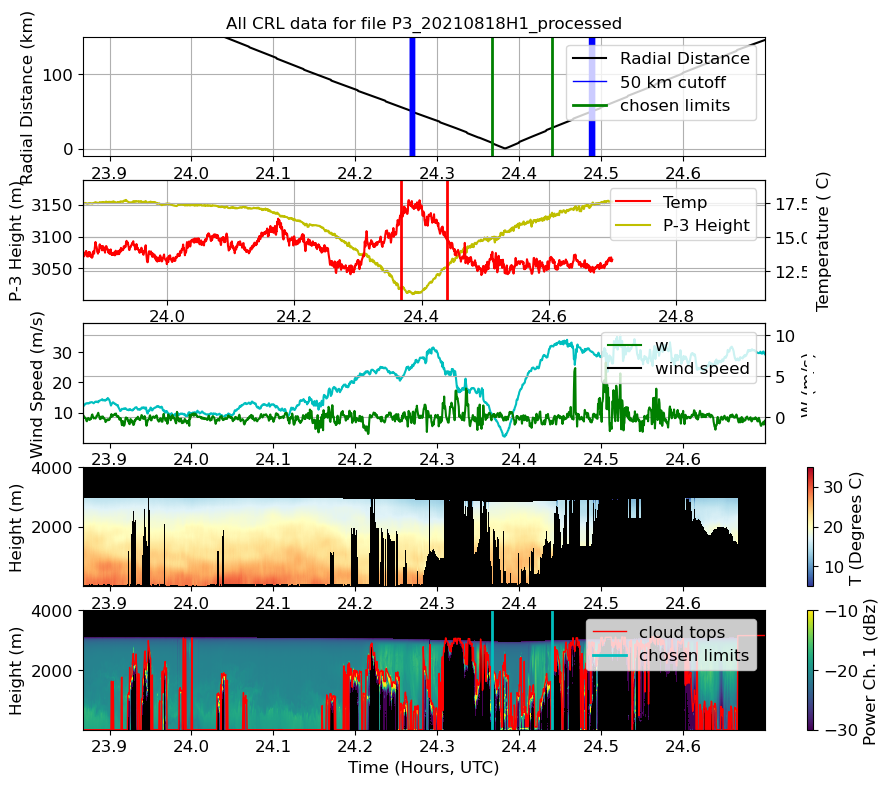 All CRL data for file P3_20210818H1_processed
Radial Distance (km)
100
0
Radial Distance
50 km cutoff
chosen limits
23.9 24.0 24.1 24.2 24.3 24.4 24.5 24.6
P-3 Height (m)
3150
3100
3050
Temp
P-3 Height
17.5
15.0
12.5
Temperature ( C)
24.0 24.2 24.4 24.6 24.8
Wind Speed (m/s)
30
20
10
w
wind speed
10
5
0
23.9 24.0 24.1 24.2 24.3 24.4 24.5 24.6
Height (m)
4000
2000
30
20
10
T (Degrees C)
23.9 24.0 24.1 24.2 24.3 24.4 24.5 24.6
Height (m)
4000
2000
cloud tops
chosen limits
−10
−20
−30
Power Ch. 1 (dBz)
23.9 24.0 24.1 24.2 24.3 24.4 24.5 24.6
Time (Hours, UTC)